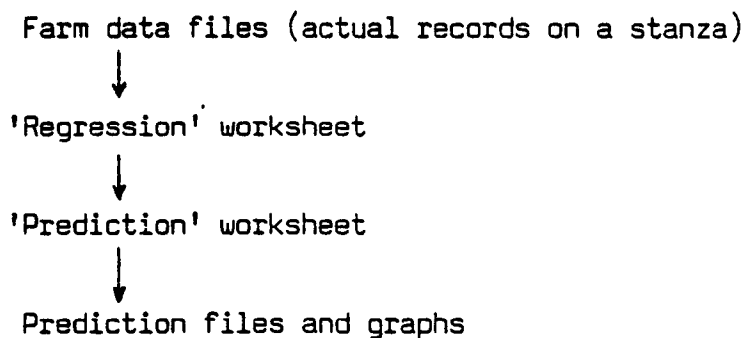 Farm data files (actual records on a stanza)
'Regression' worksheet
'Prediction' worksheet
Prediction files and graphs